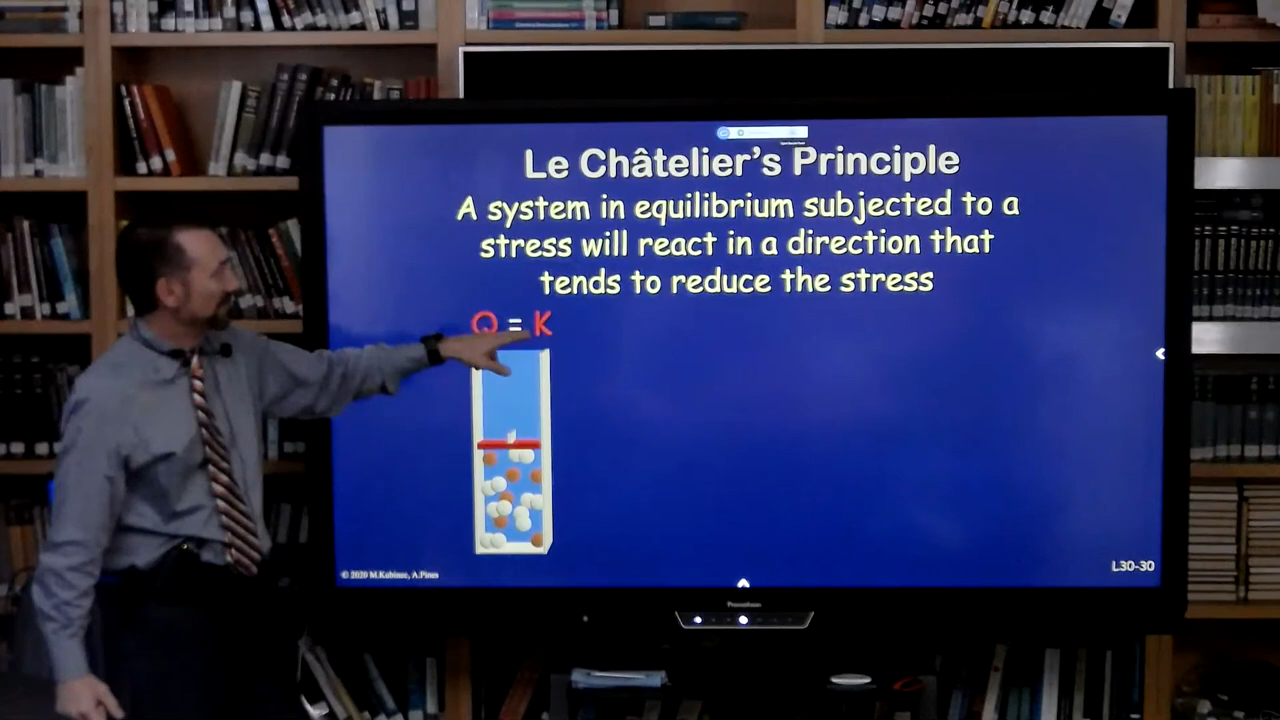 Le Châtelier's Principle
A system in equilibrium subjected to a
stress will react in a direction that
tends to reduce the stress
Q = K
© 2020 M.Kubinec, A.Pines
L30-30
Promethean